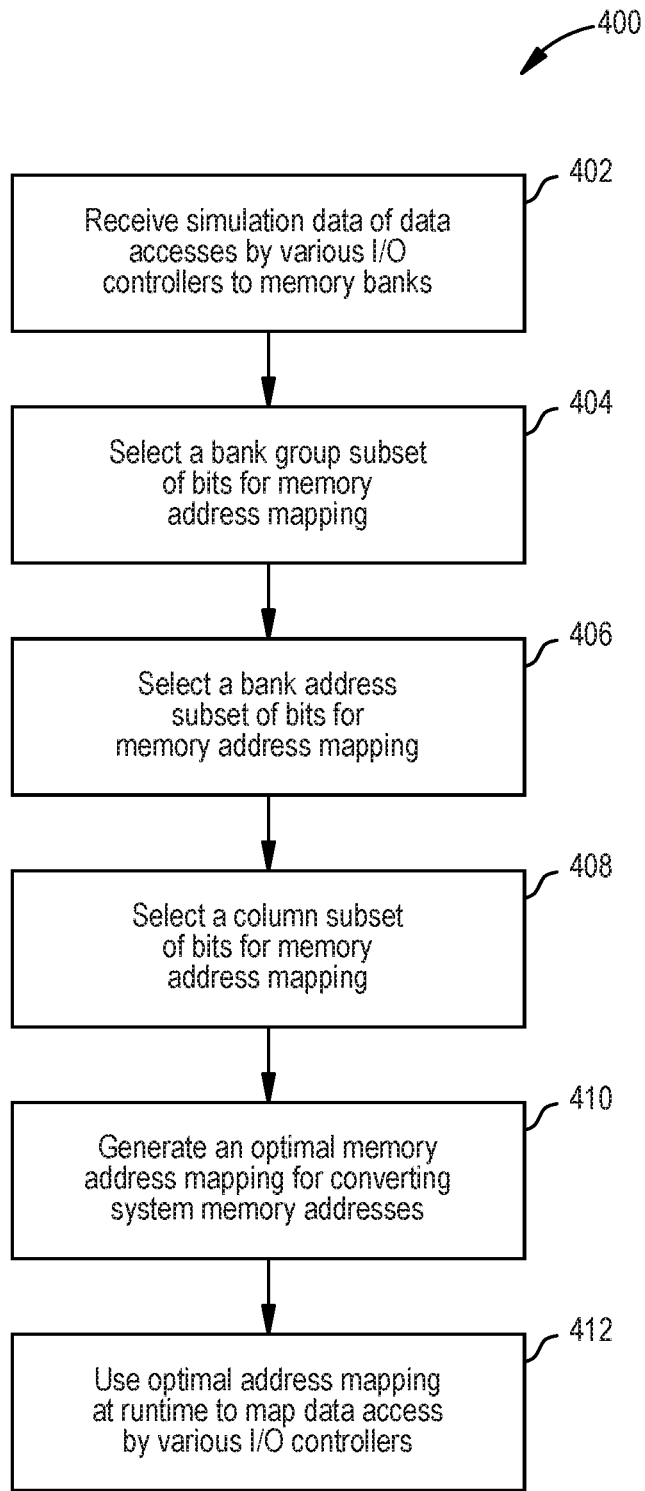 400
402
Receive simulation data of data
accesses by various I/O
controllers to memory banks
404
Select a bank group subset
of bits for memory
address mapping
406
Select a bank address
subset of bits for
memory address mapping
408
Select a column subset
of bits for memory
address mapping
410
Generate an optimal memory
address mapping for converting
system memory addresses
412
Use optimal address mapping
at runtime to map data access
by various I/O controllers